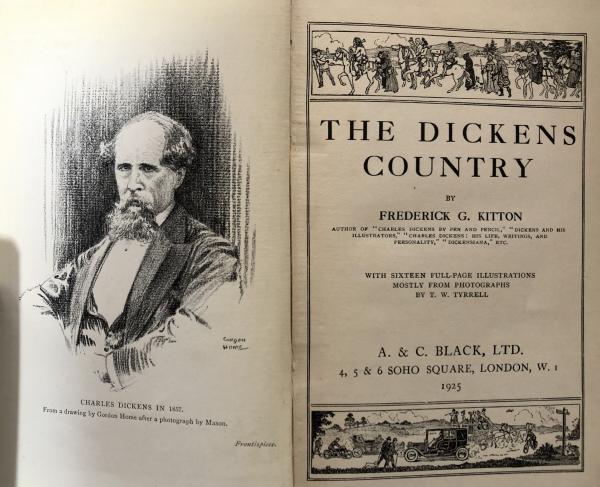 GORDON
HOME
CHARLES DICKENS IN 1857.
From a drawing by Gordon Home after a photograph by Mason.
Frontispiece.
THE DICKENS
COUNTRY
BY
FREDERICK G. KITTON
AUTHOR OF "CHARLES DICKENS BY PEN AND PENCIL," "DICKENS AND HIS
ILLUSTRATORS," "CHARLES DICKENS: HIS LIFE, WRITINGS, AND
PERSONALITY," "DICKENSIANA," ETC.
WITH SIXTEEN FULL-PAGE ILLUSTRATIONS
MOSTLY FROM PHOTOGRAPHS
BY T. W. TYRRELL
A. & C. BLACK, LTD.
4, 5 & 6 SOHO SQUARE, LONDON, W. 1
1925